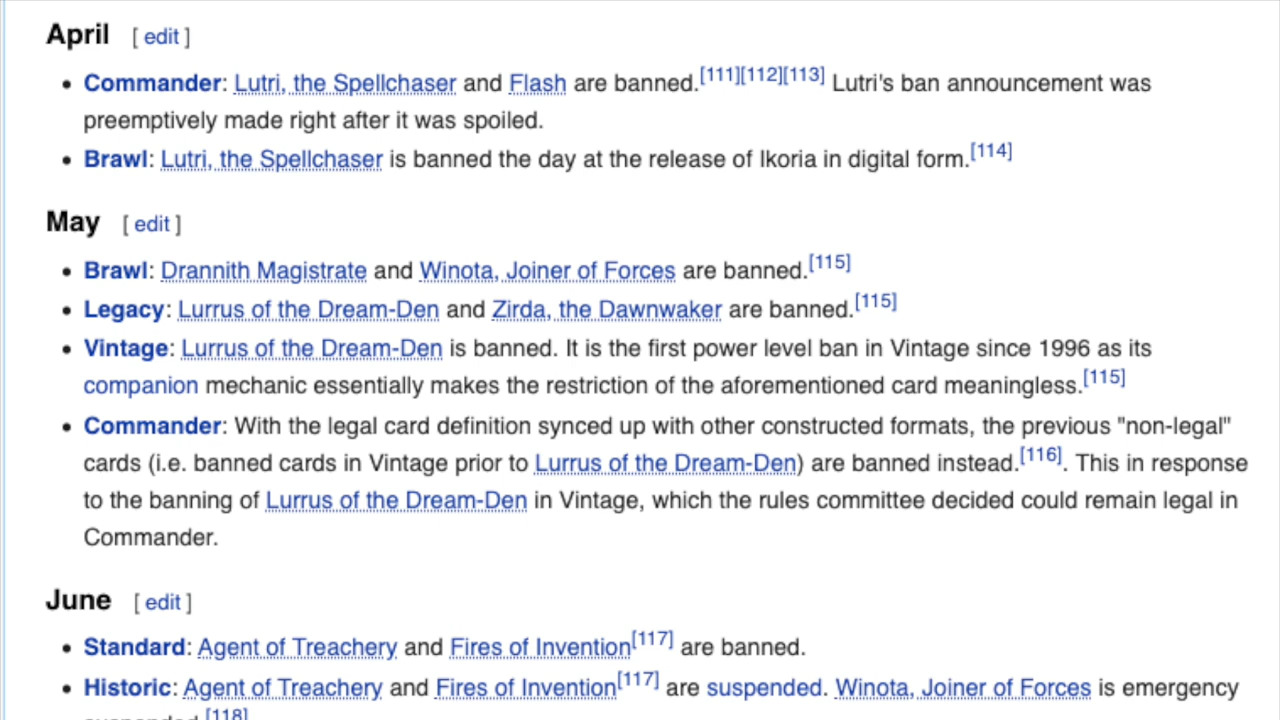 April [ edit ]
• Commander: Lutri, the Spellchaser and Flash are banned.[111][112][113] Lutri's ban announcement was
preemptively made right after it was spoiled.
• Brawl: Lutri, the Spellchaser is banned the day at the release of Ikoria in digital form.[114]
May [ edit ]
• Brawl: Drannith Magistrate and Winota, Joiner of Forces are banned.[115]
• Legacy: Lurrus of the Dream-Den and Zirda, the Dawnwaker are banned.[115]
• Vintage: Lurrus of the Dream-Den is banned. It is the first power level ban in Vintage since 1996 as its
companion mechanic essentially makes the restriction of the aforementioned card meaningless.[115]
• Commander: With the legal card definition synced up with other constructed formats, the previous "non-legal"
cards (i.e. banned cards in Vintage prior to Lurrus of the Dream-Den) are banned instead.[116]. This in response
to the banning of Lurrus of the Dream-Den in Vintage, which the rules committee decided could remain legal in
Commander.
June [ edit ]
• Standard: Agent of Treachery and Fires of Invention[117] are banned.
• Historic: Agent of Treachery and Fires of Invention[117] are suspended. Winota, Joiner of Forces is emergency
suspended.[118]